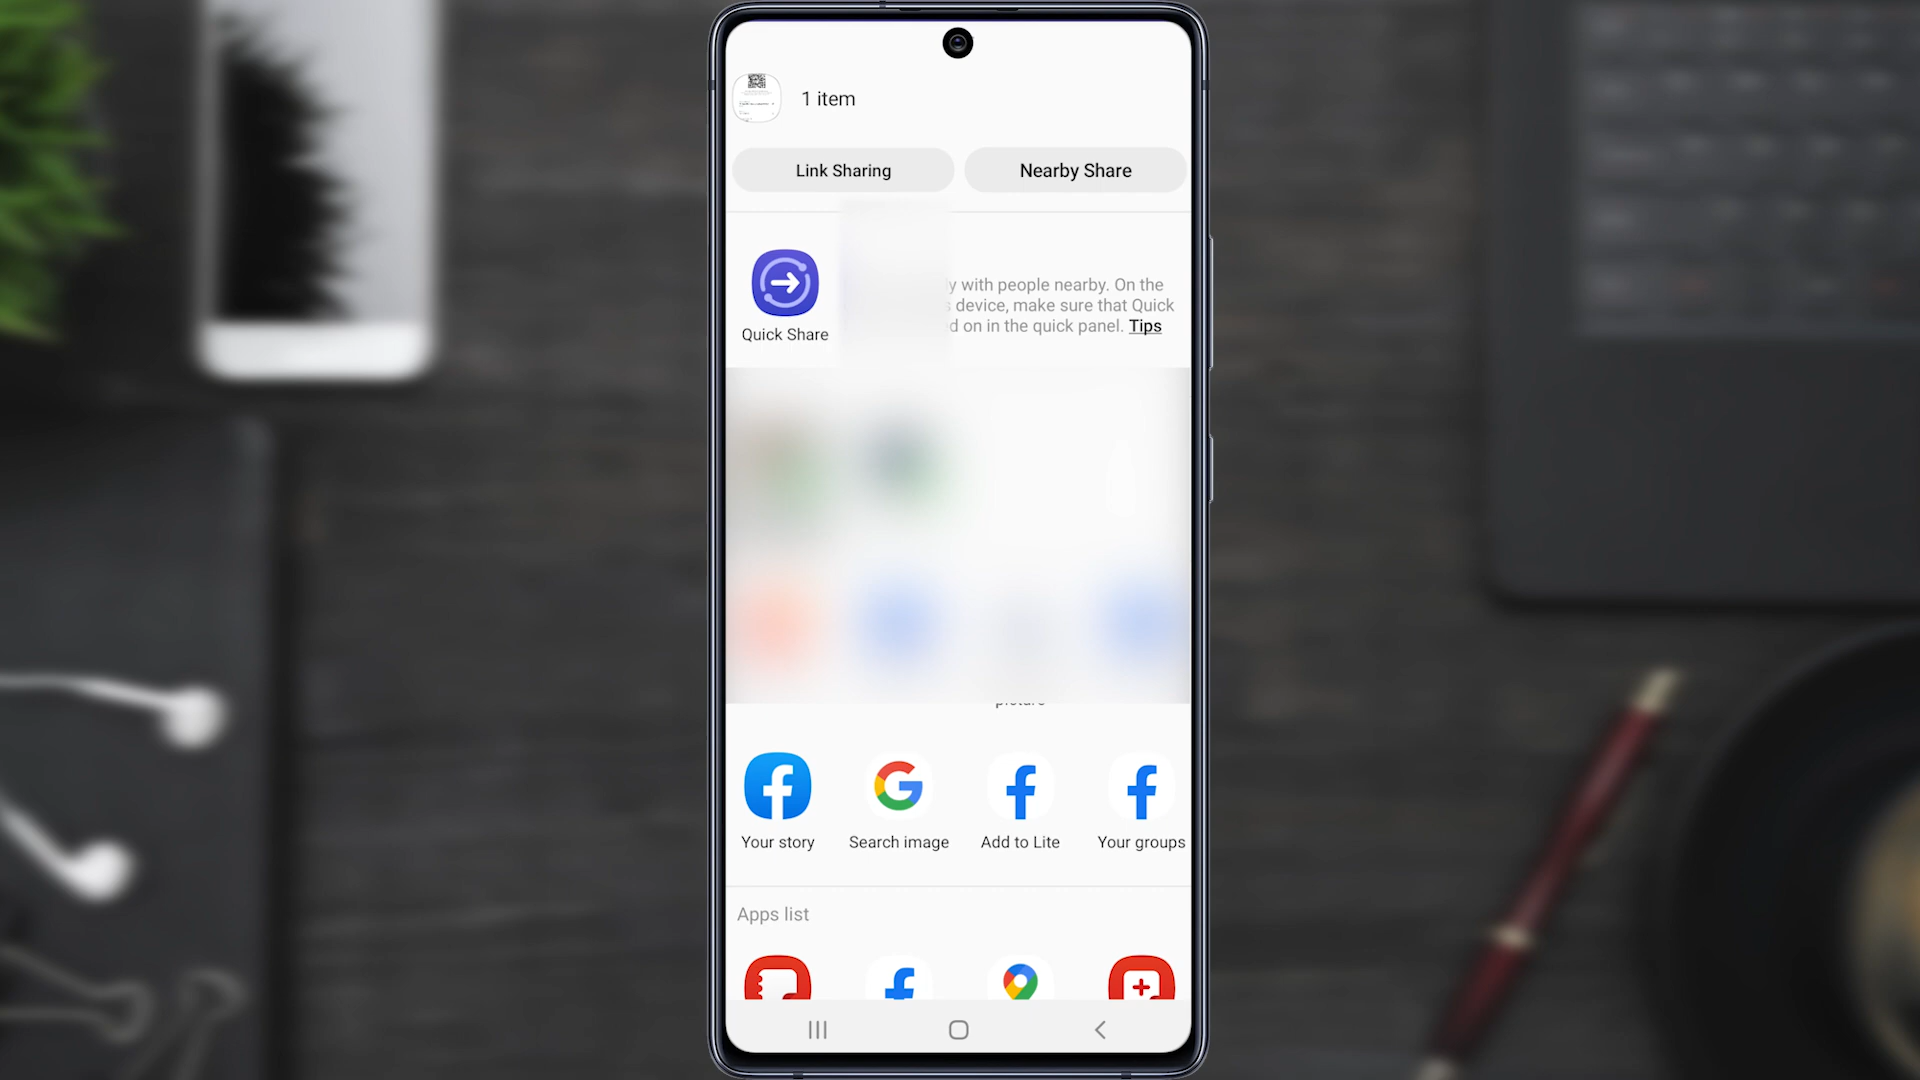 1 item
Link Sharing
Nearby Share
with people nearby. On the
device, make sure that Quick
on in the quick panel. Tips
Quick Share
Your story
Search image
Add to Lite
Your groups
Apps list